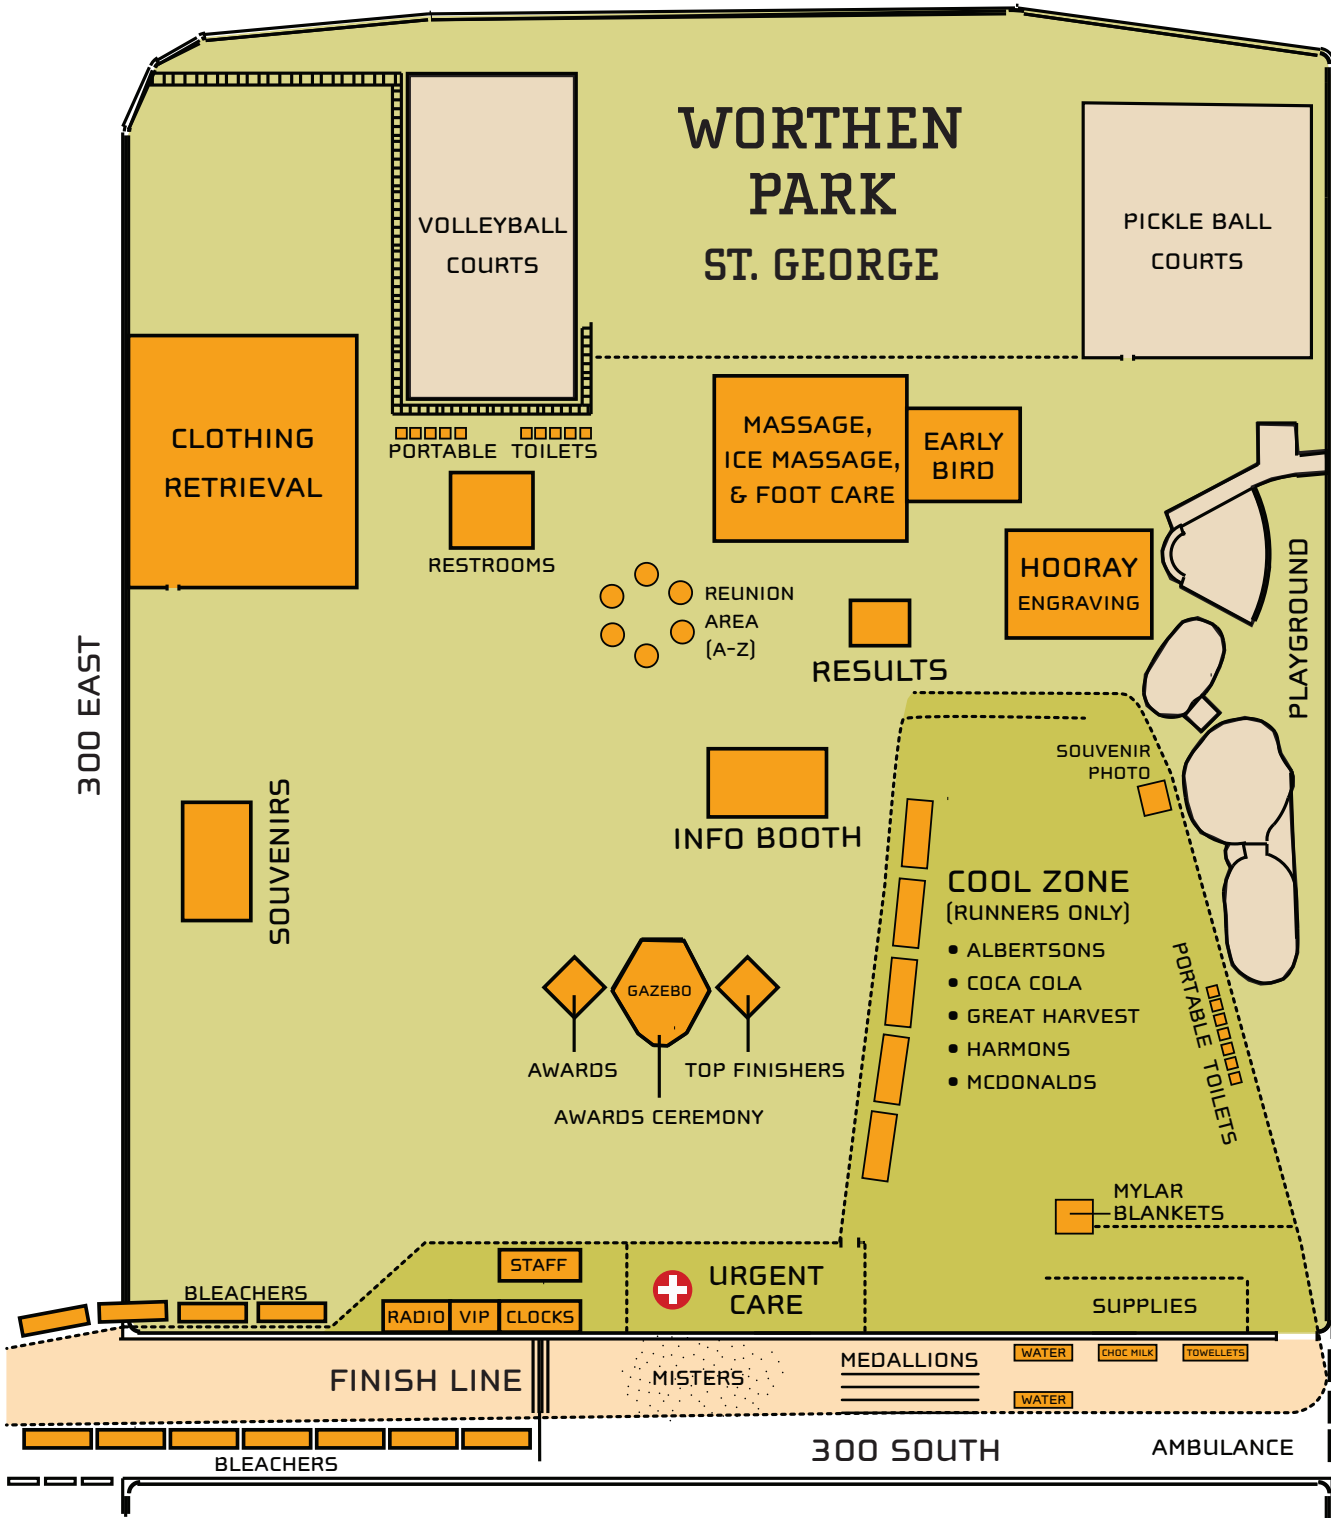 WORTHEN
PARK
ST. GEORGE
VOLLEYBALL
COURTS
PICKLE BALL
COURTS
CLOTHING
RETRIEVAL
PORTABLE TOILETS
RESTROOMS
MASSAGE,
ICE MASSAGE,
& FOOT CARE
EARLY
BIRD
HOORAY
ENGRAVING
PLAYGROUND
REUNION
AREA
(A-Z)
RESULTS
300 EAST
SOUVENIRS
INFO BOOTH
SOUVENIR
PHOTO
COOL ZONE
(RUNNERS ONLY)
• ALBERTSONS
• COCA COLA
• GREAT HARVEST
• HARMONS
• MCDONALDS
PORTABLE TOILETS
GAZEBO
AWARDS
TOP FINISHERS
AWARDS CEREMONY
MYLAR
BLANKETS
STAFF
URGENT
CARE
BLEACHERS
RADIO
VIP
CLOCKS
SUPPLIES
FINISH LINE
MISTERS
MEDALLIONS
WATER
CHOC MILK
TOWELLETS
WATER
300 SOUTH
AMBULANCE
BLEACHERS